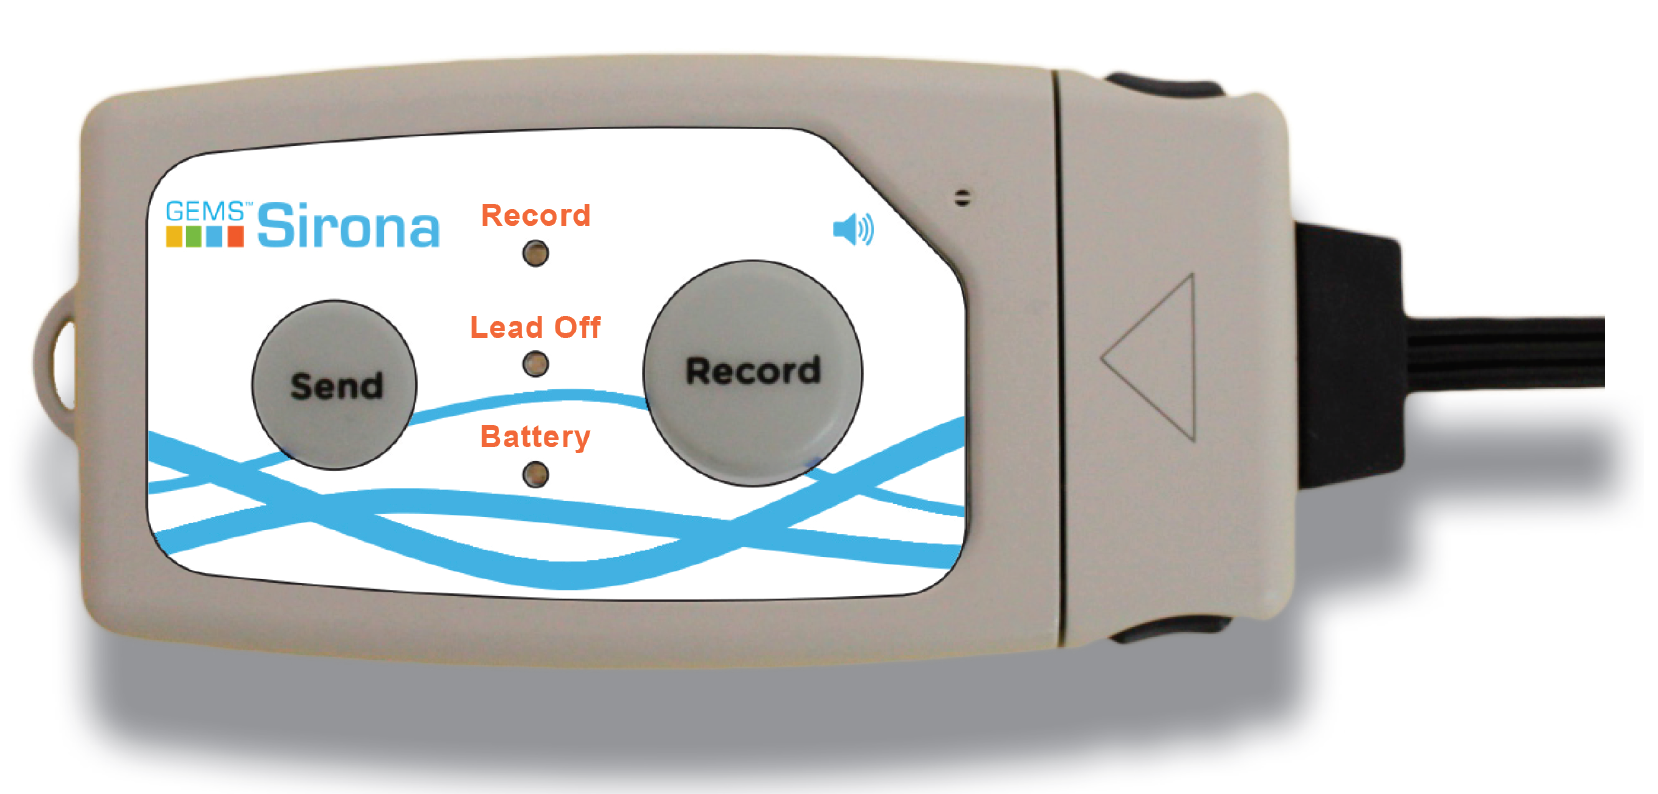 GEMS™
Sirona
Record
Lead Off
Send
Record
Battery